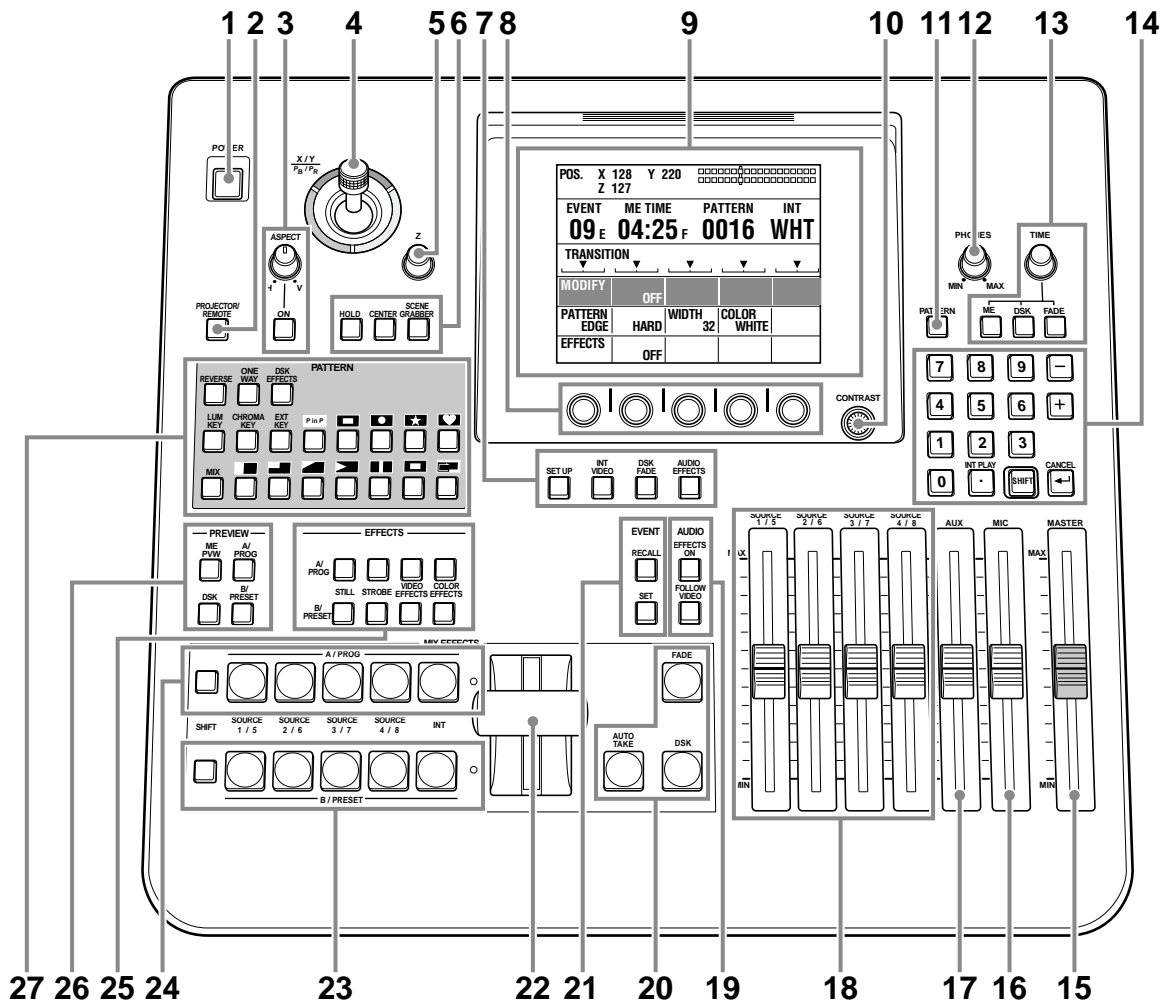 1 2 3 4 5 6 7 8 9 10 11 12 13 14
POWER
X / Y
PB / PR
ASPECT
H V
ON
Z
PROJECTOR/
REMOTE
HOLD CENTER SCENE
GRABBER
POS. X 128 Y 220
Z 127
EVENT ME TIME PATTERN INT
09 E 04:25 F 0016 WHT
TRANSITION
MODIFY
OFF
PATTERN WIDTH COLOR
EDGE HARD 32 WHITE
EFFECTS
OFF
CONTRAST
PHONES
MIN MAX
TIME
PATTERN
ME DSK FADE
7 8 9 −
4 5 6 +
1 2 3
INT PLAY CANCEL
0 . SHIFT
PATTERN
REVERSE ONE
WAY DSK
EFFECTS
LUM
KEY CHROMA
KEY EXT
KEY P in P
MIX
SET UP INT
VIDEO DSK
FADE AUDIO
EFFECTS
PREVIEW
ME
PVW A/
PROG
DSK B/
PRESET
EFFECTS
A/
PROG
STILL STROBE VIDEO
EFFECTS COLOR
EFFECTS
B/
PRESET
EVENT
RECALL
SET
AUDIO
EFFECTS
ON
FOLLOW
VIDEO
SOURCE
1 / 5
SOURCE
2 / 6
SOURCE
3 / 7
SOURCE
4 / 8
AUX MIC MASTER
MAX MAX
MIN MIN
MIX EFFECTS
A / PROG
SHIFT SOURCE
1 / 5 SOURCE
2 / 6 SOURCE
3 / 7 SOURCE
4 / 8 INT
B / PRESET
FADE
AUTO
TAKE
DSK
27 26 25 24 23 22 21 20 19 18 17 16 15